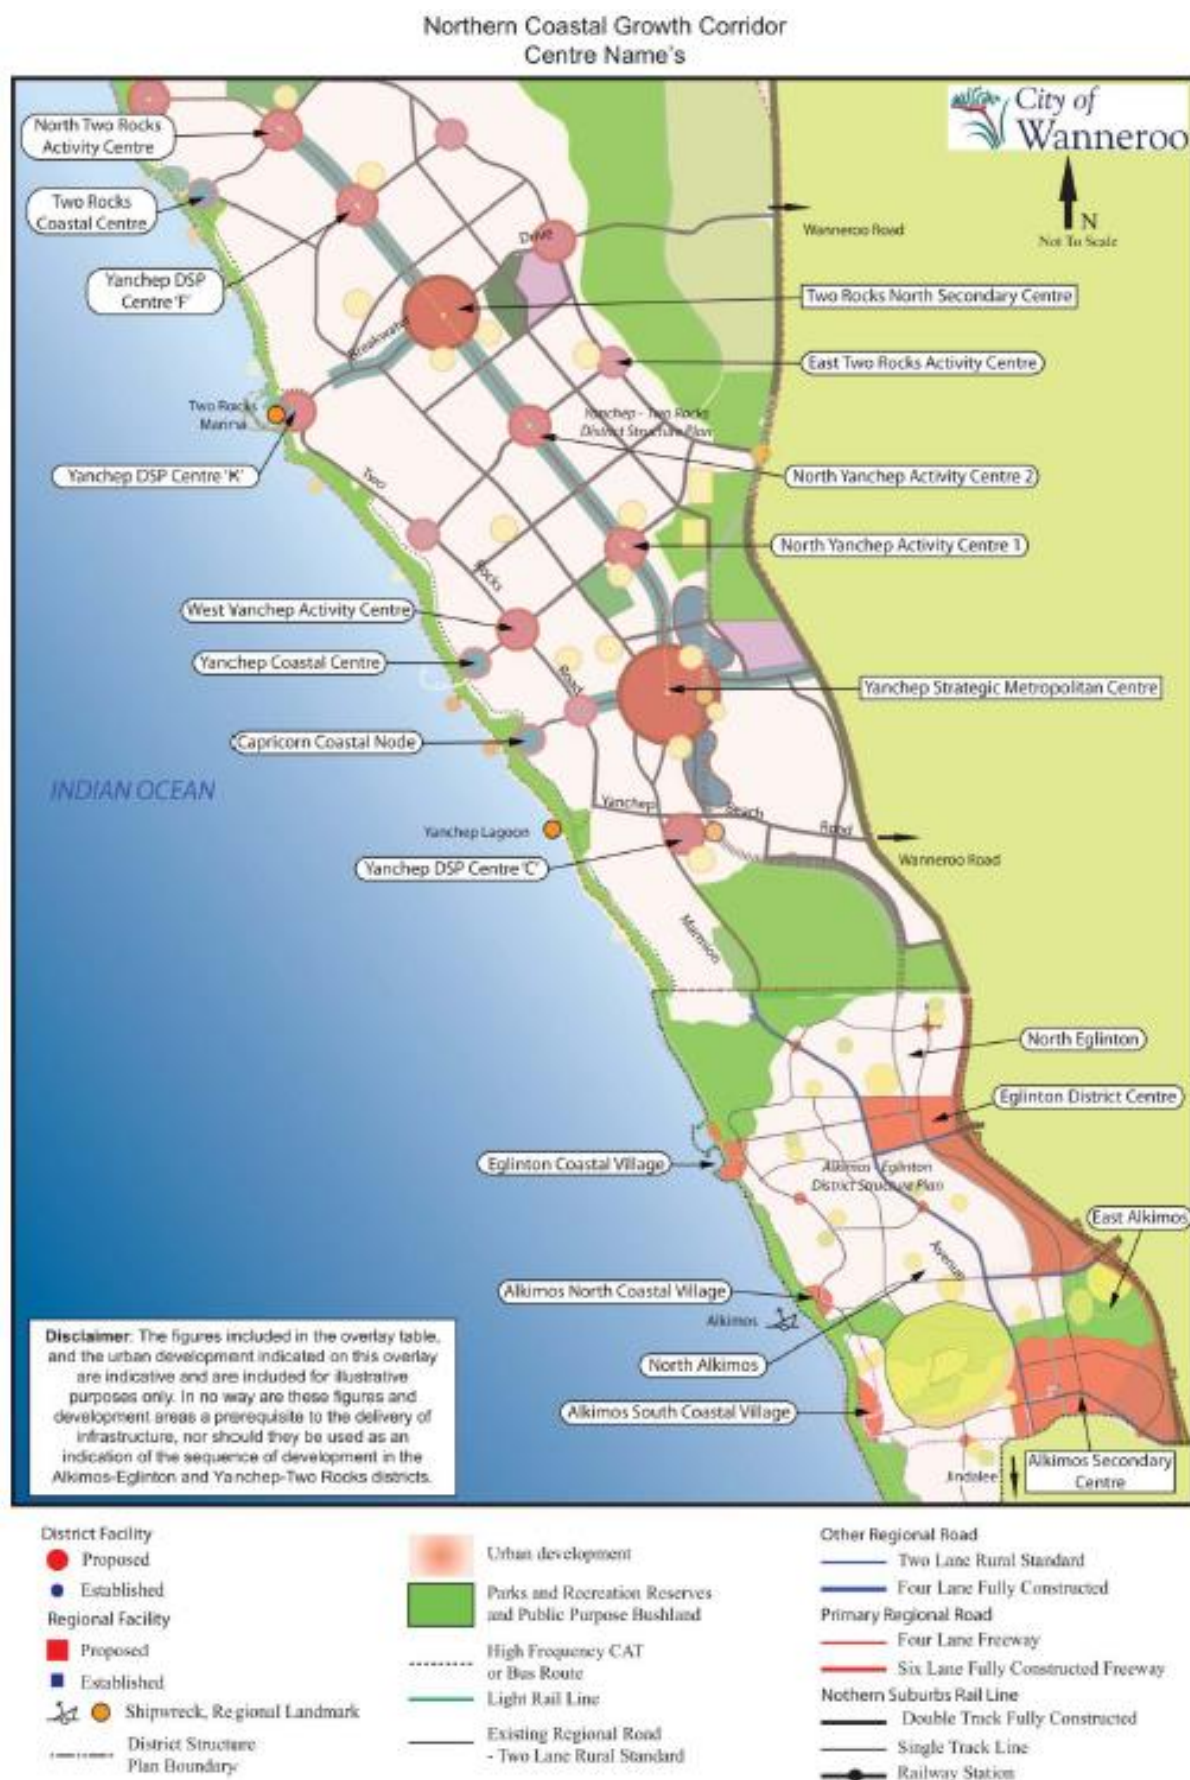 Northern Coastal Growth Corridor
Centre Name's
City of
Wanneroo
N
Not To Scale
North Two Rocks
Activity Centre
Two Rocks
Coastal Centre
Yanchep DSP
Centre 'F'
Drive
Wanneroo Road
Two Rocks North Secondary Centre
Breakwater
East Two Rocks Activity Centre
Two Rocks
Marina
Yanchep - Two Rocks
District Structure Plan
Yanchep DSP Centre 'K'
Two
North Yanchep Activity Centre 2
North Yanchep Activity Centre 1
Rocks
West Yanchep Activity Centre
Yanchep Coastal Centre
Road
Yanchep Strategic Metropolitan Centre
Capricorn Coastal Node
INDIAN OCEAN
Yanchep
Beach
Road
Yanchep Lagoon
Wanneroo Road
Yanchep DSP Centre 'C'
Marmion
North Eglinton
Eglinton District Centre
Eglinton Coastal Village
Alkimos - Eglinton
District Structure Plan
East Alkimos
Avenue
Alkimos North Coastal Village
Alkimos
North Alkimos
Alkimos South Coastal Village
Jindalee
Alkimos Secondary
Centre
Disclaimer: The figures included in the overlay table,
and the urban development indicated on this overlay
are indicative and are included for illustrative
purposes only. In no way are these figures and
development areas a prerequisite to the delivery of
infrastructure, nor should they be used as an
indication of the sequence of development in the
Alkimos-Eglinton and Yanchep-Two Rocks districts.
District Facility
Proposed
Established
Regional Facility
Proposed
Established
Shipwreck, Regional Landmark
District Structure
Plan Boundary
Urban development
Parks and Recreation Reserves
and Public Purpose Bushland
High Frequency CAT
or Bus Route
Light Rail Line
Existing Regional Road
- Two Lane Rural Standard
Other Regional Road
Two Lane Rural Standard
Four Lane Fully Constructed
Primary Regional Road
Four Lane Freeway
Six Lane Fully Constructed Freeway
Nothern Suburbs Rail Line
Double Track Fully Constructed
Single Track Line
Railway Station